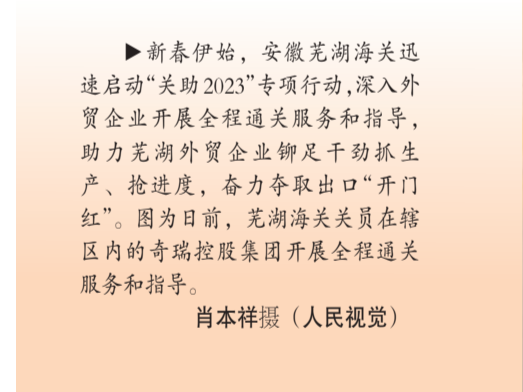 ▶新春伊始，安徽芜湖海关迅
速启动“关助2023”专项行动，深入外
贸企业开展全程通关服务和指导，
助力芜湖外贸企业铆足干劲抓生
产、抢进度，奋力夺取出口“开门
红”。图为日前，芜湖海关关员在辖
区内的奇瑞控股集团开展全程通关
服务和指导。
肖本祥摄（人民视觉）